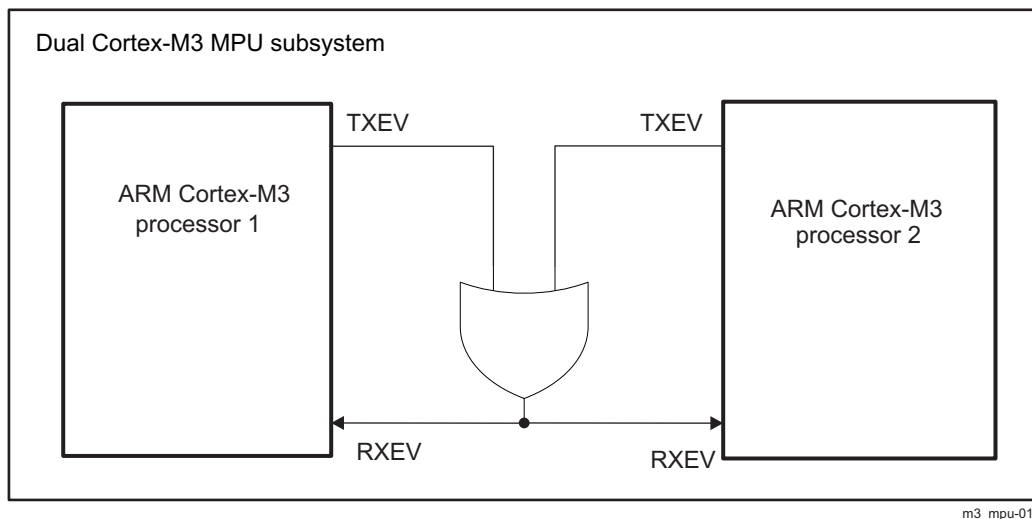 Dual Cortex-M3 MPU subsystem
TXEV
TXEV
ARM Cortex-M3
processor 1
ARM Cortex-M3
processor 2
RXEV
RXEV
m3_mpu-010